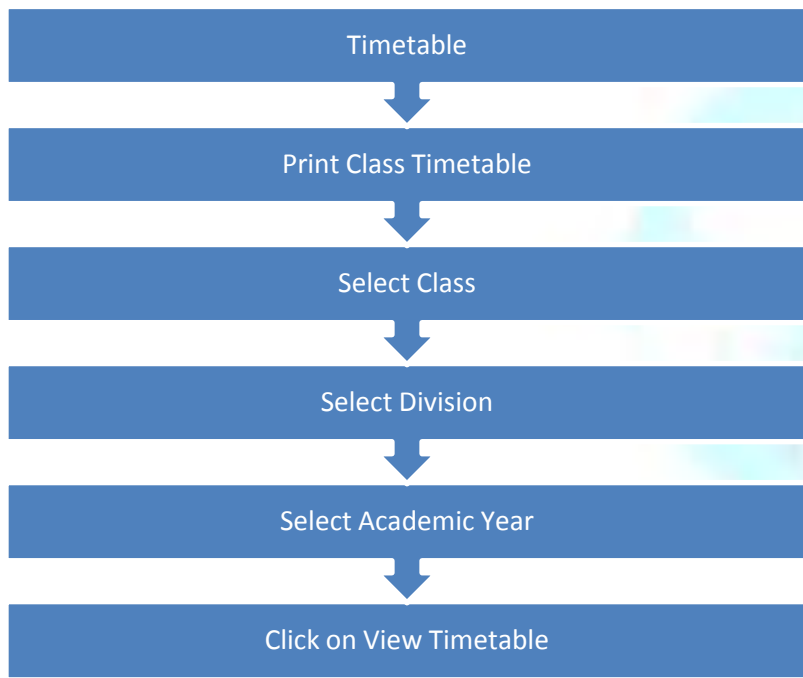 Timetable
Print Class Timetable
Select Class
Select Division
Select Academic Year
Click on View Timetable